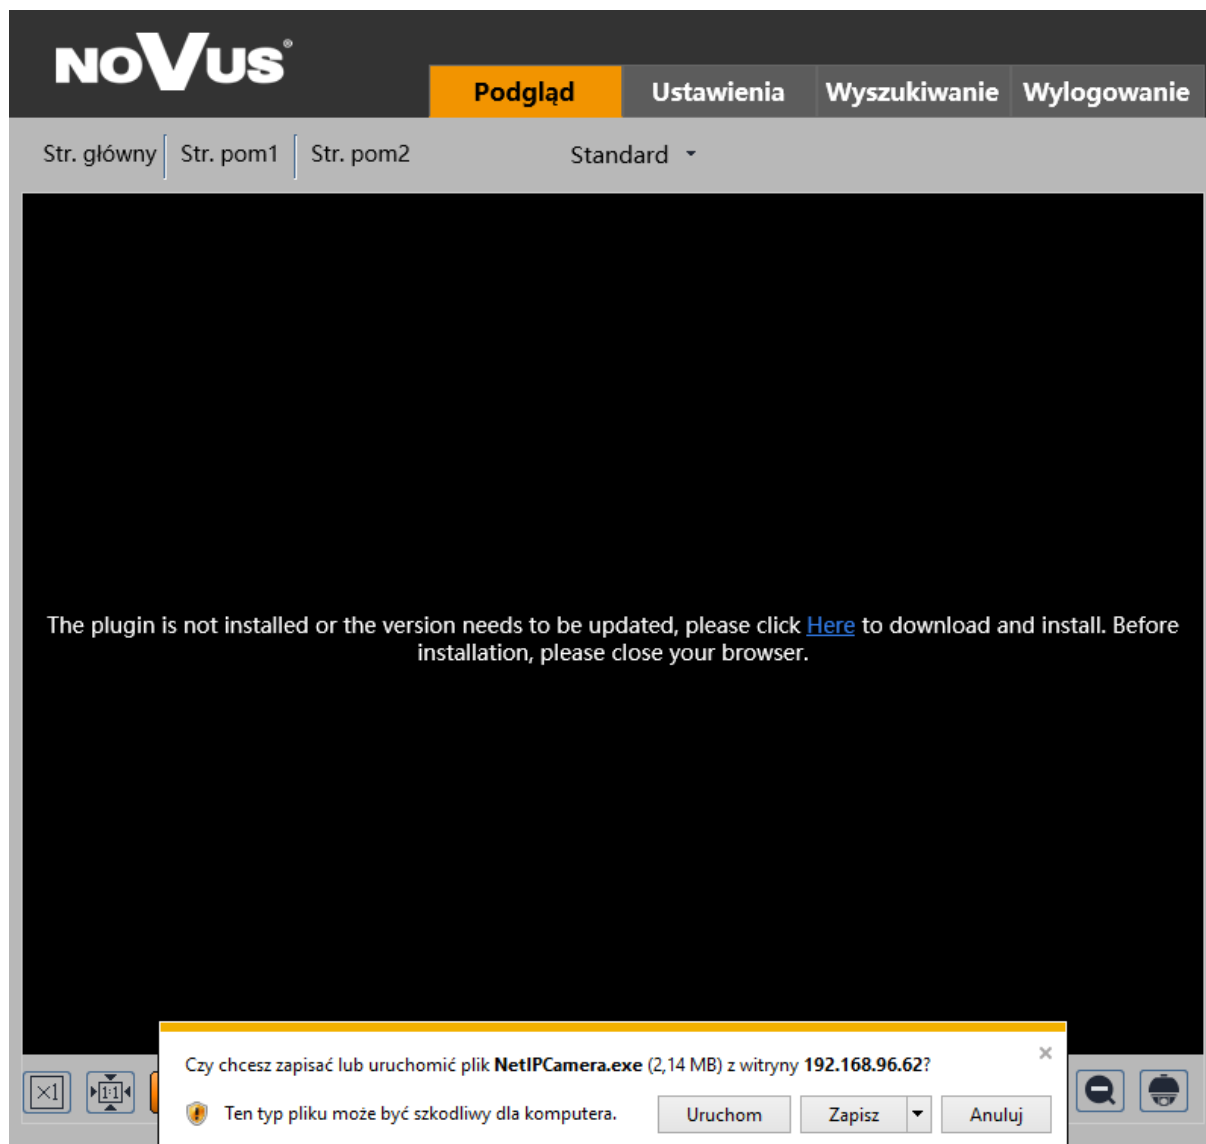 NOVUS®
Podgląd Ustawienia Wyszukiwanie Wylogowanie
Str. główny Str. pom1 Str. pom2 Standard
The plugin is not installed or the version needs to be updated, please click Here to download and install. Before
installation, please close your browser.
Czy chcesz zapisać lub uruchomić plik NetIPCamera.exe (2,14 MB) z witryny 192.168.96.62?
Ten typ pliku może być szkodliwy dla komputera. Uruchom Zapisz Anuluj
×1 1:1